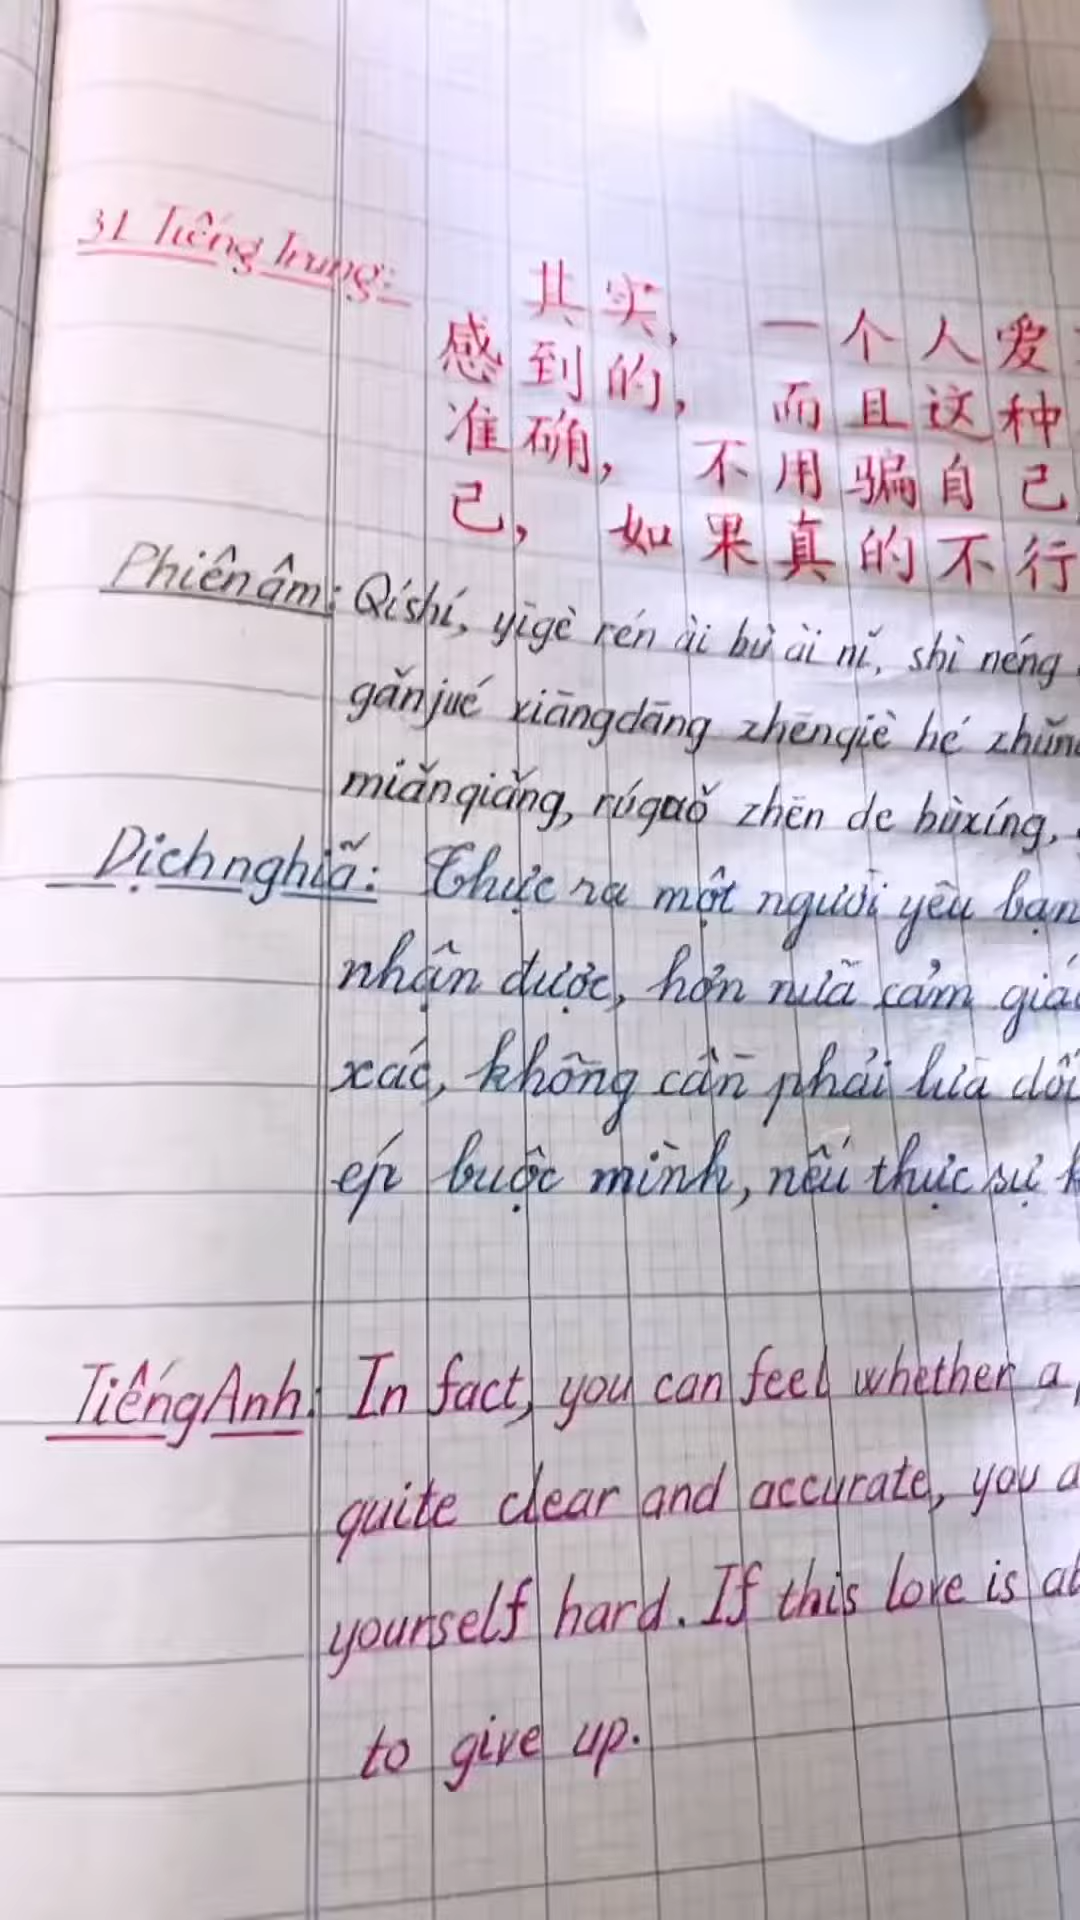 31 Tiếng Trung:
其实, 一个人爱
感到的, 而且这种
准确, 不用骗自己
己, 如果真的不行
Phiên âm: Qíshí, yīgè rén ài bù ài nǐ, shì néng
gǎnjué xiāngdāng zhēnqiè hé
miǎnqiǎng, rúgaǒ zhēn de bùxíng,
Dịch nghĩa: Thực ra một người yêu bạn
nhận được, hơn nữa cảm
xác, không cần phải lừa
ép buộc mình, nếu thực sự
Tiếng Anh: In fact, you can feel whether a
quite clear and accurate, you
yourself hard. If this love is
to give up.